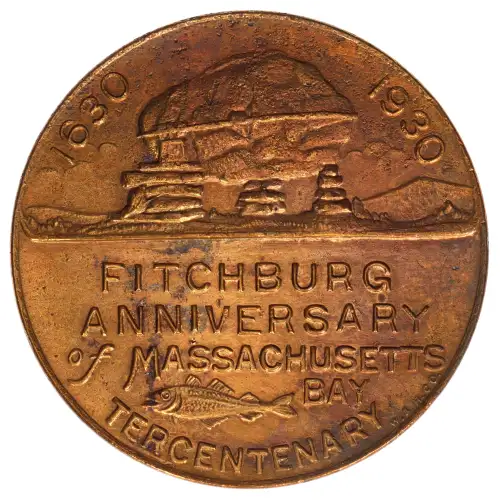 1630 1930
FITCHBURG
ANNIVERSARY
of MASSACHUSETTS
BAY
TERCENTENARY